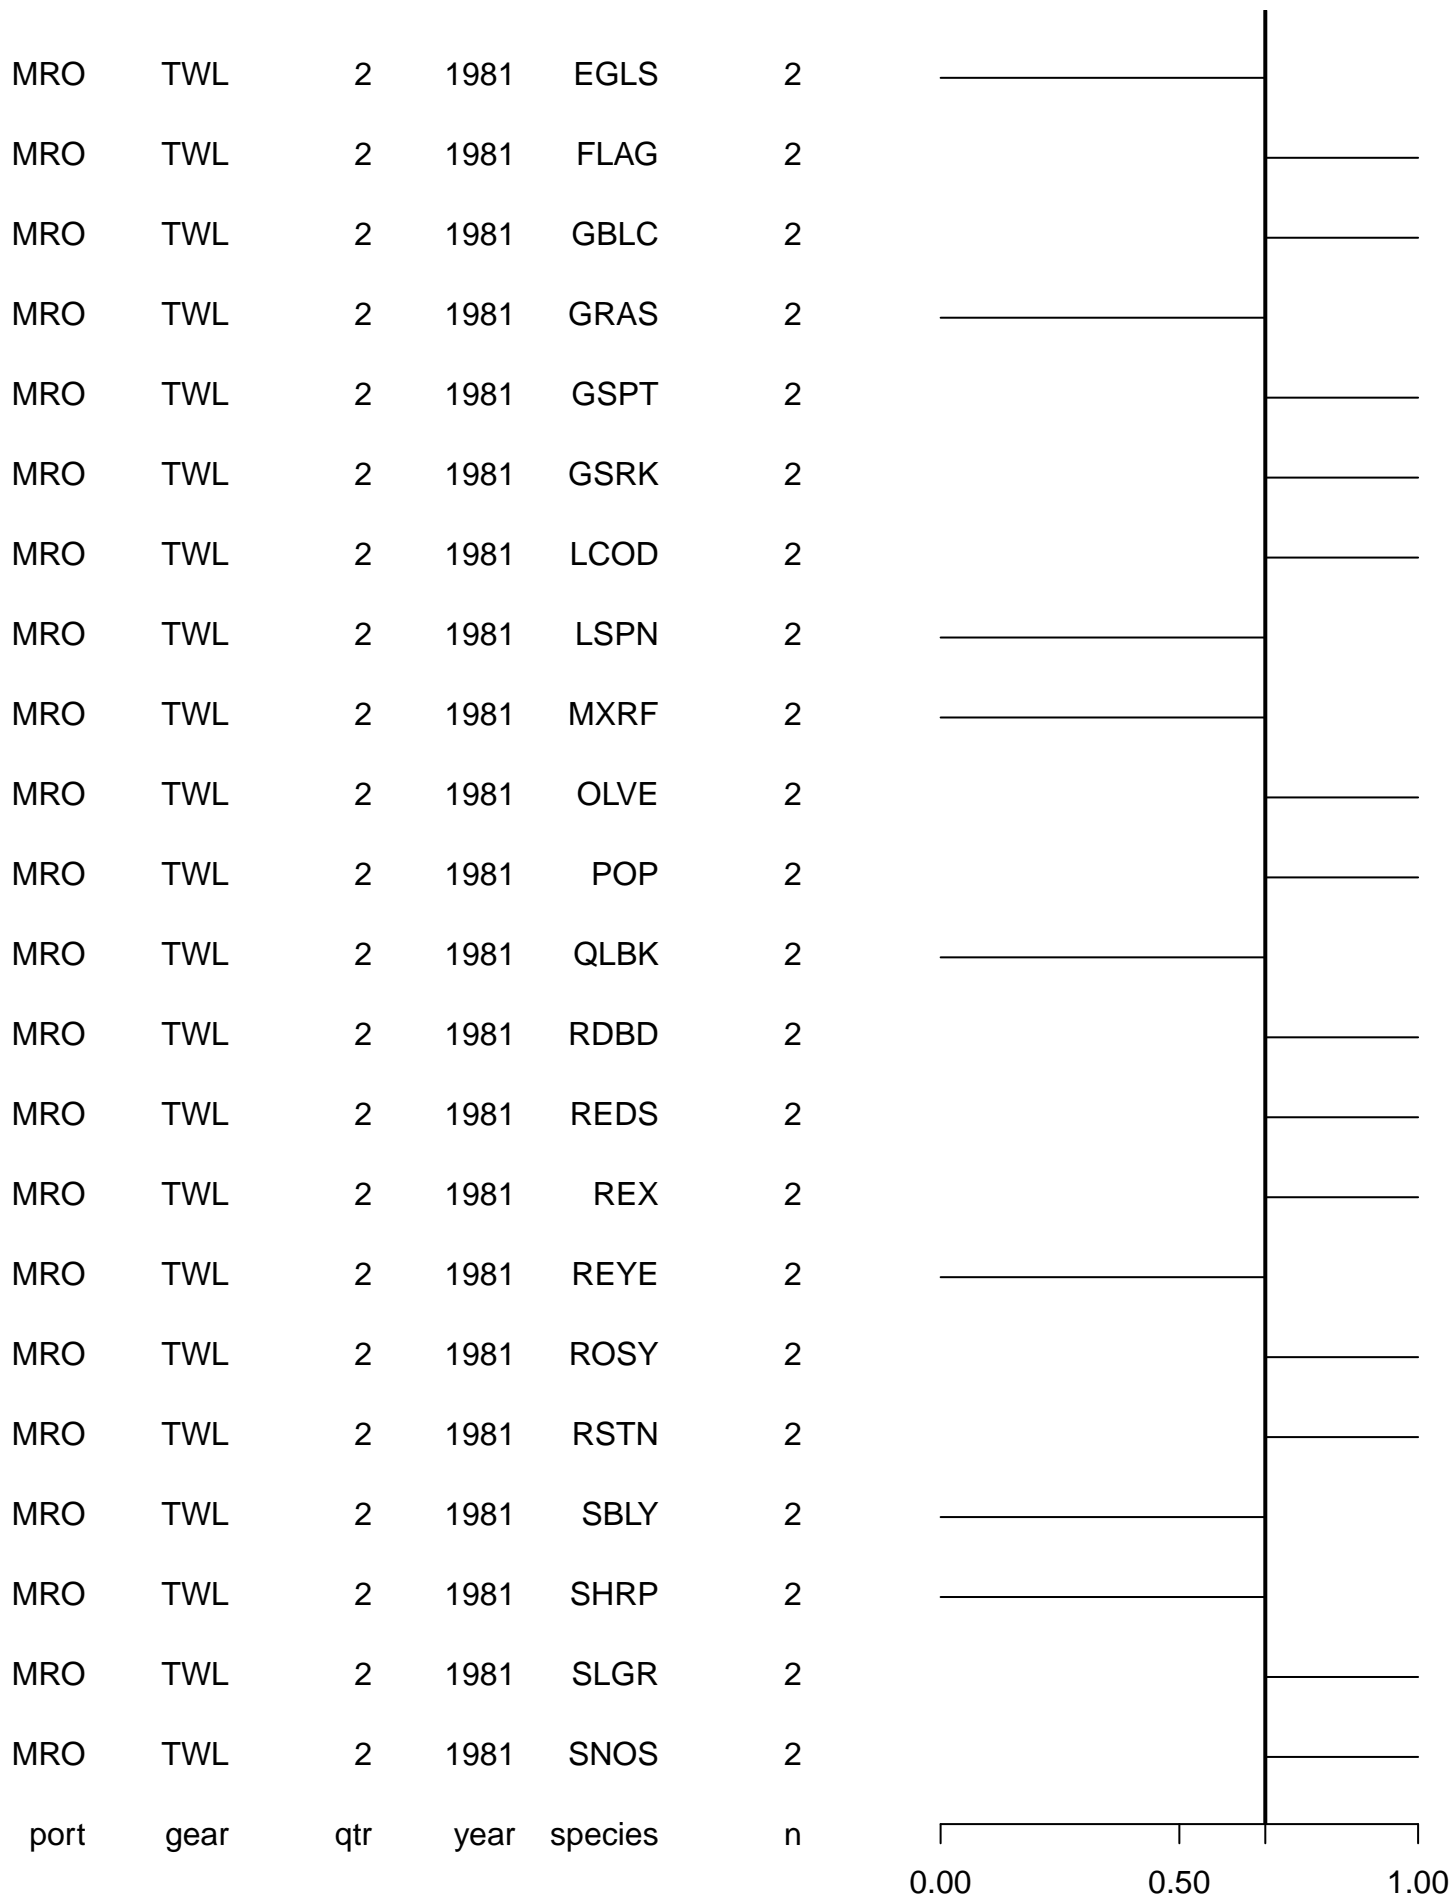 MRO TWL 2 1981 EGLS 2
MRO TWL 2 1981 FLAG 2
MRO TWL 2 1981 GBLC 2
MRO TWL 2 1981 GRAS 2
MRO TWL 2 1981 GSPT 2
MRO TWL 2 1981 GSRK 2
MRO TWL 2 1981 LCOD 2
MRO TWL 2 1981 LSPN 2
MRO TWL 2 1981 MXRF 2
MRO TWL 2 1981 OLVE 2
MRO TWL 2 1981 POP 2
MRO TWL 2 1981 QLBK 2
MRO TWL 2 1981 RDBD 2
MRO TWL 2 1981 REDS 2
MRO TWL 2 1981 REX 2
MRO TWL 2 1981 REYE 2
MRO TWL 2 1981 ROSY 2
MRO TWL 2 1981 RSTN 2
MRO TWL 2 1981 SBLY 2
MRO TWL 2 1981 SHRP 2
MRO TWL 2 1981 SLGR 2
MRO TWL 2 1981 SNOS 2
port gear qtr year species n
0.00 0.50 1.00